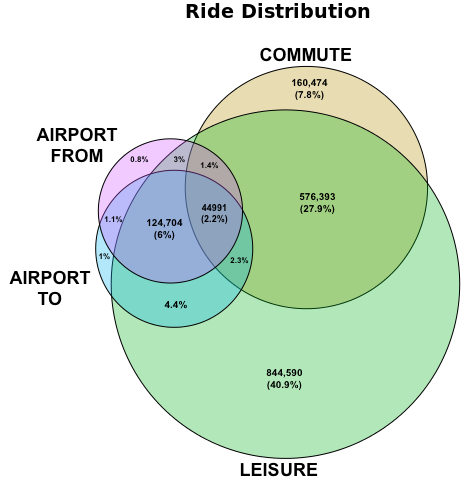 Ride Distribution
COMMUTE
160,474
(7.8%)
AIRPORT
FROM
0.8%
3%
1.4%
576,393
(27.9%)
44991
(2.2%)
1.1%
124,704
(6%)
1%
2.3%
AIRPORT
TO
4.4%
844,590
(40.9%)
LEISURE